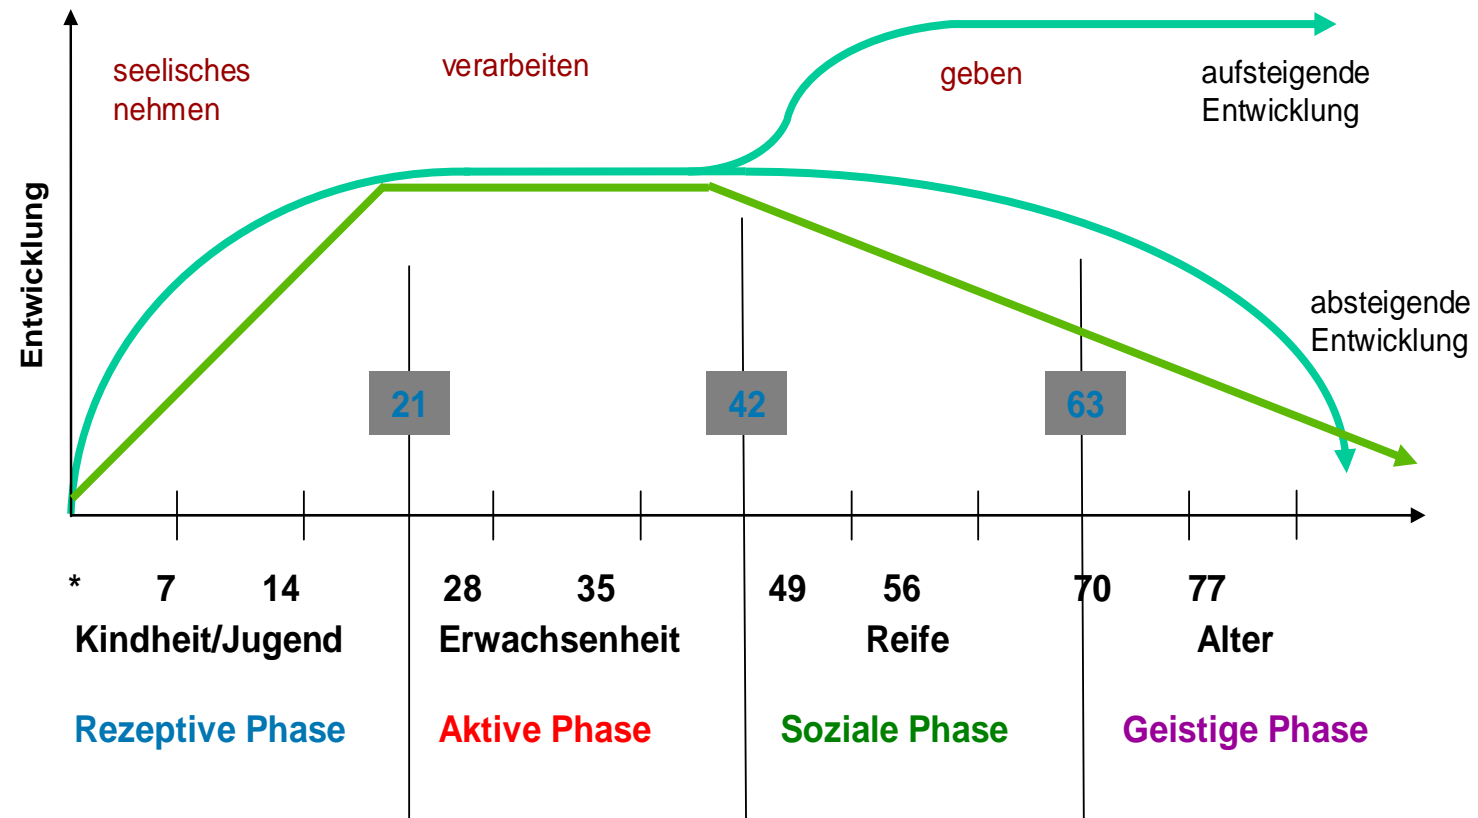 seelisches
nehmen
verarbeiten
geben
aufsteigende
Entwicklung
Entwicklung
absteigende
Entwicklung
21
42
63
* 7 14 28 35 49 56 70 77
Kindheit/Jugend Erwachsenheit Reife Alter
Rezeptive Phase Aktive Phase Soziale Phase Geistige Phase